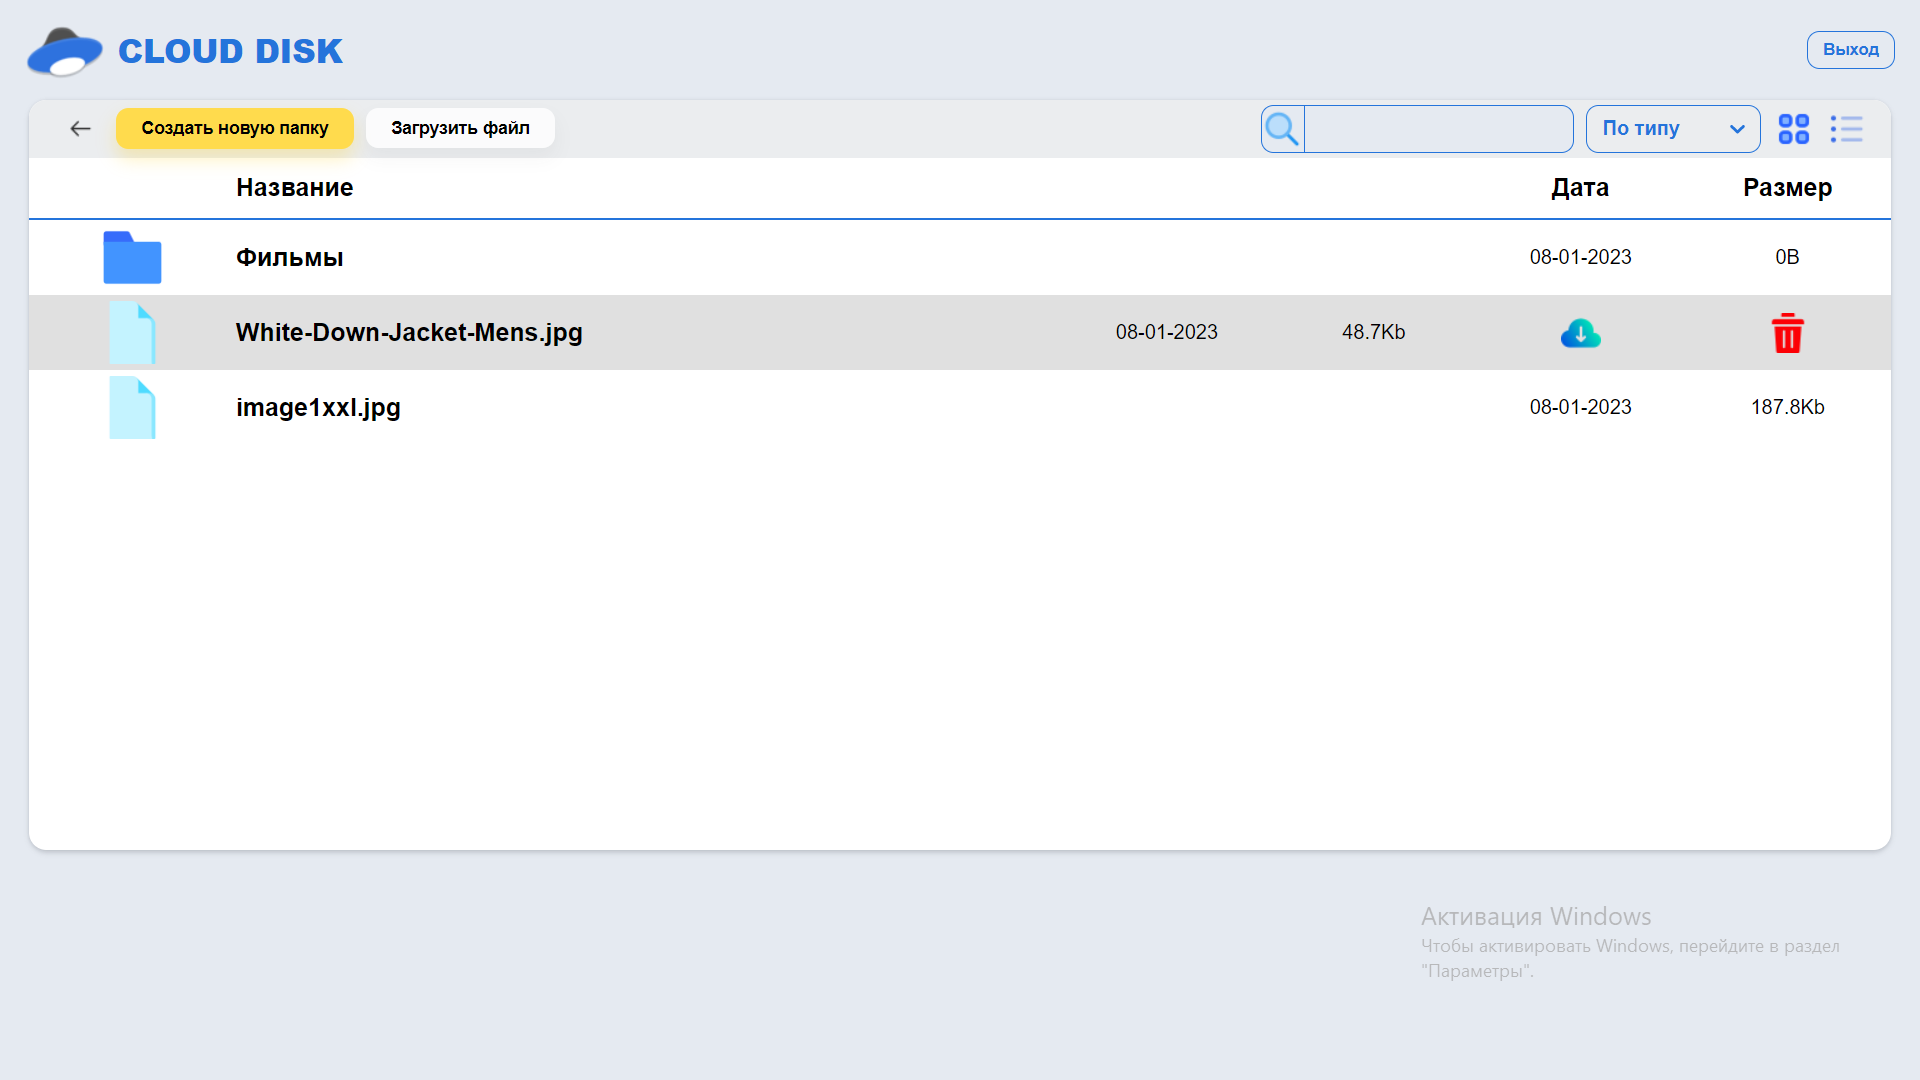 CLOUD DISK
Выход
Создать новую папку Загрузить файл По типу
Название Дата Размер
Фильмы 08-01-2023 0B
White-Down-Jacket-Mens.jpg 08-01-2023 48.7Kb
image1xxl.jpg 08-01-2023 187.8Kb
Активация Windows
Чтобы активировать Windows, перейдите в раздел
"Параметры".